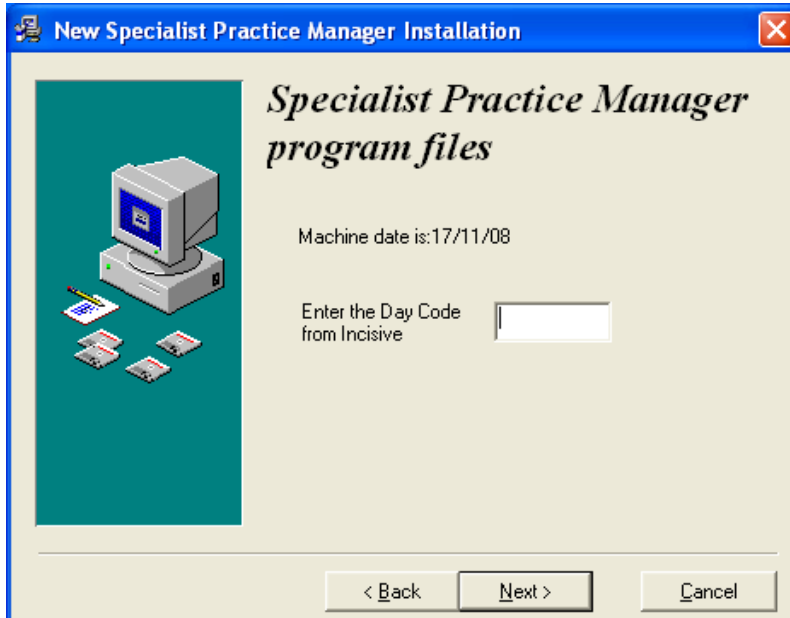 New Specialist Practice Manager Installation
Specialist Practice Manager
program files
Machine date is:17/11/08
Enter the Day Code
from Incisive
< Back
Next >
Cancel